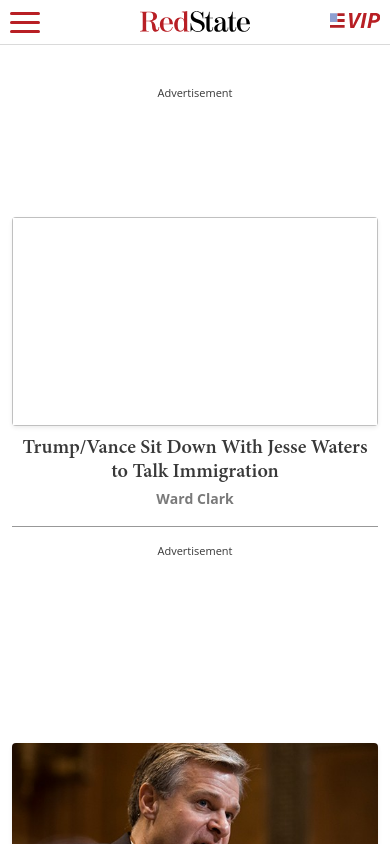 RedState
VIP
Advertisement
Trump/Vance Sit Down With Jesse Waters
to Talk Immigration
Ward Clark
Advertisement